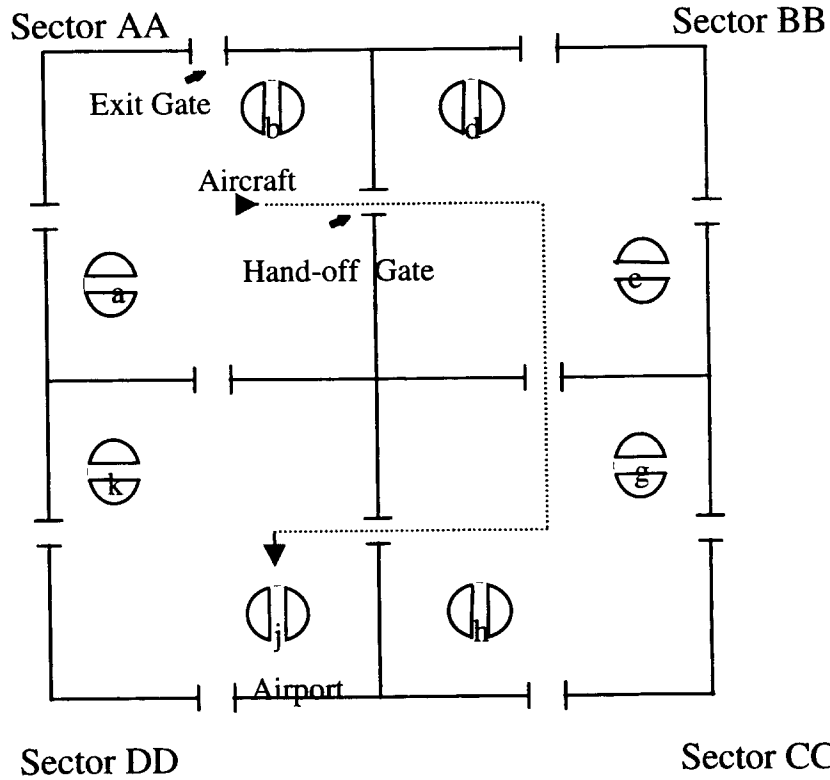 Sector AA
Sector BB
Exit Gate
b
d
Aircraft
Hand-off Gate
a
e
k
g
j
h
Airport
Sector DD
Sector CC